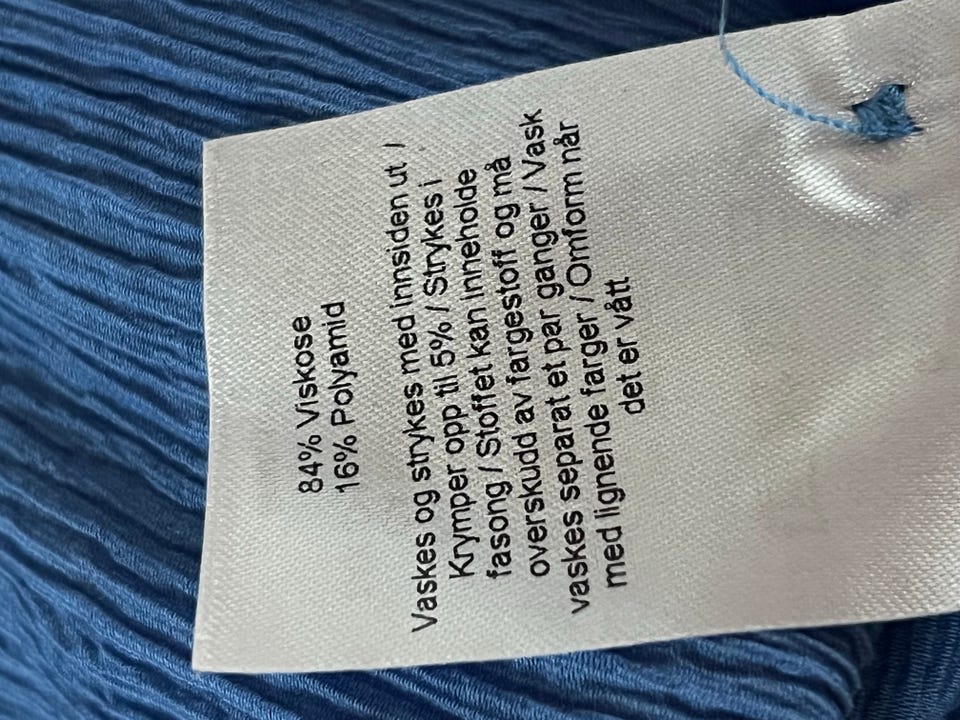 84% Viskose
16% Polyamid
Vaskes og strykes med innsiden ut /
Krymper opp til 5% / Strykes i
fasong / Stoffet kan inneholde
overskudd av fargestoff og må
vaskes separat et par ganger / Vask
med lignende farger / Omform når
det er vått